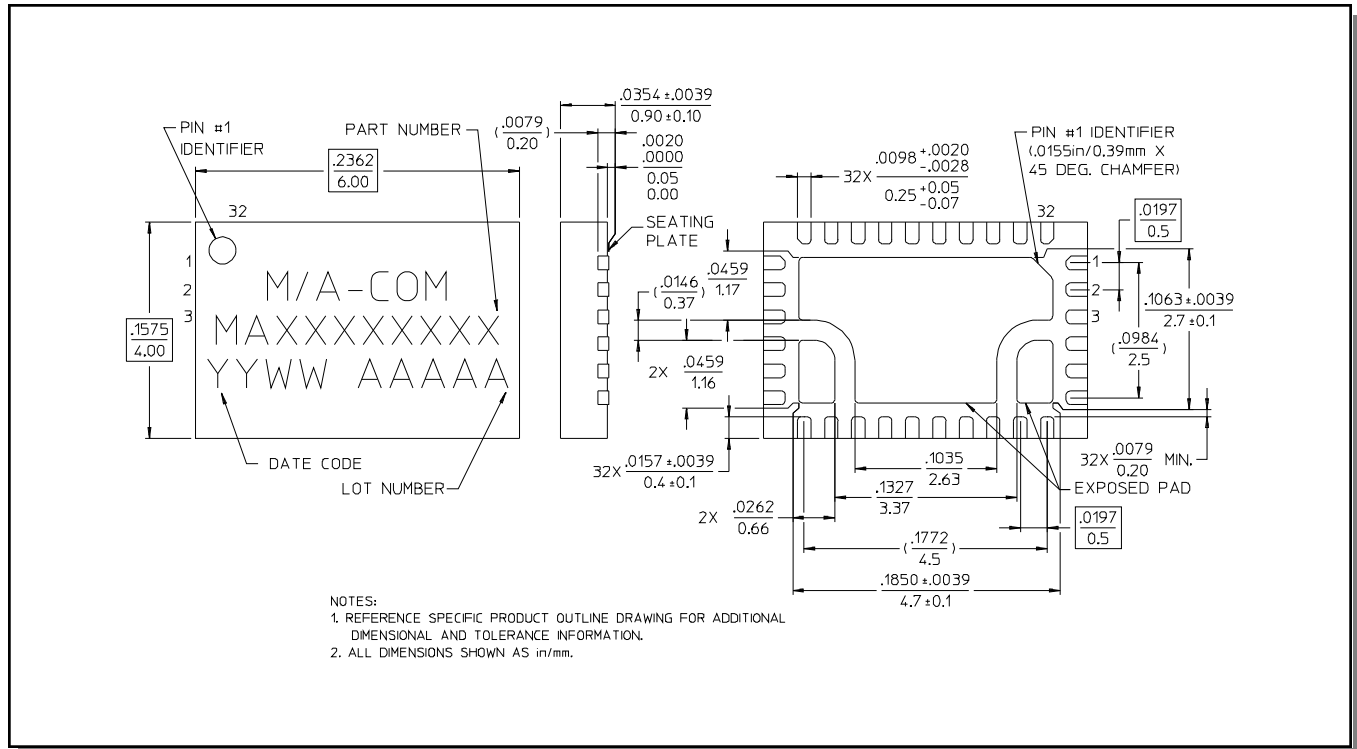 PIN #1
IDENTIFIER
PART NUMBER
.2362
6.00
32
1
2
3
.1575
4.00
M/A-COM
MAXXXXXXXXX
YYWW AAAAA
DATE CODE
LOT NUMBER
.0354 ±.0039
0.90 ±0.10
(.0079)
0.20
.0020
.0000
0.05
0.00
SEATING
PLATE
32X .0098 +.0020
-.0028
0.25 +0.05
-0.07
PIN #1 IDENTIFIER
(.0155in/0.39mm X
45 DEG. CHAMFER)
32
.0197
0.5
1
2
3
.0459
1.17
(.0146)
0.37
2X .0459
1.16
.1063 ±.0039
2.7 ±0.1
(.0984)
2.5
32X .0157 ±.0039
0.4 ±0.1
.1035
2.63
32X .0079 MIN.
0.20
EXPOSED PAD
.1327
3.37
2X .0262
0.66
.0197
0.5
(.1772)
4.5
.1850 ±.0039
4.7 ±0.1
NOTES:
1. REFERENCE SPECIFIC PRODUCT OUTLINE DRAWING FOR ADDITIONAL
DIMENSIONAL AND TOLERANCE INFORMATION.
2. ALL DIMENSIONS SHOWN AS in/mm.